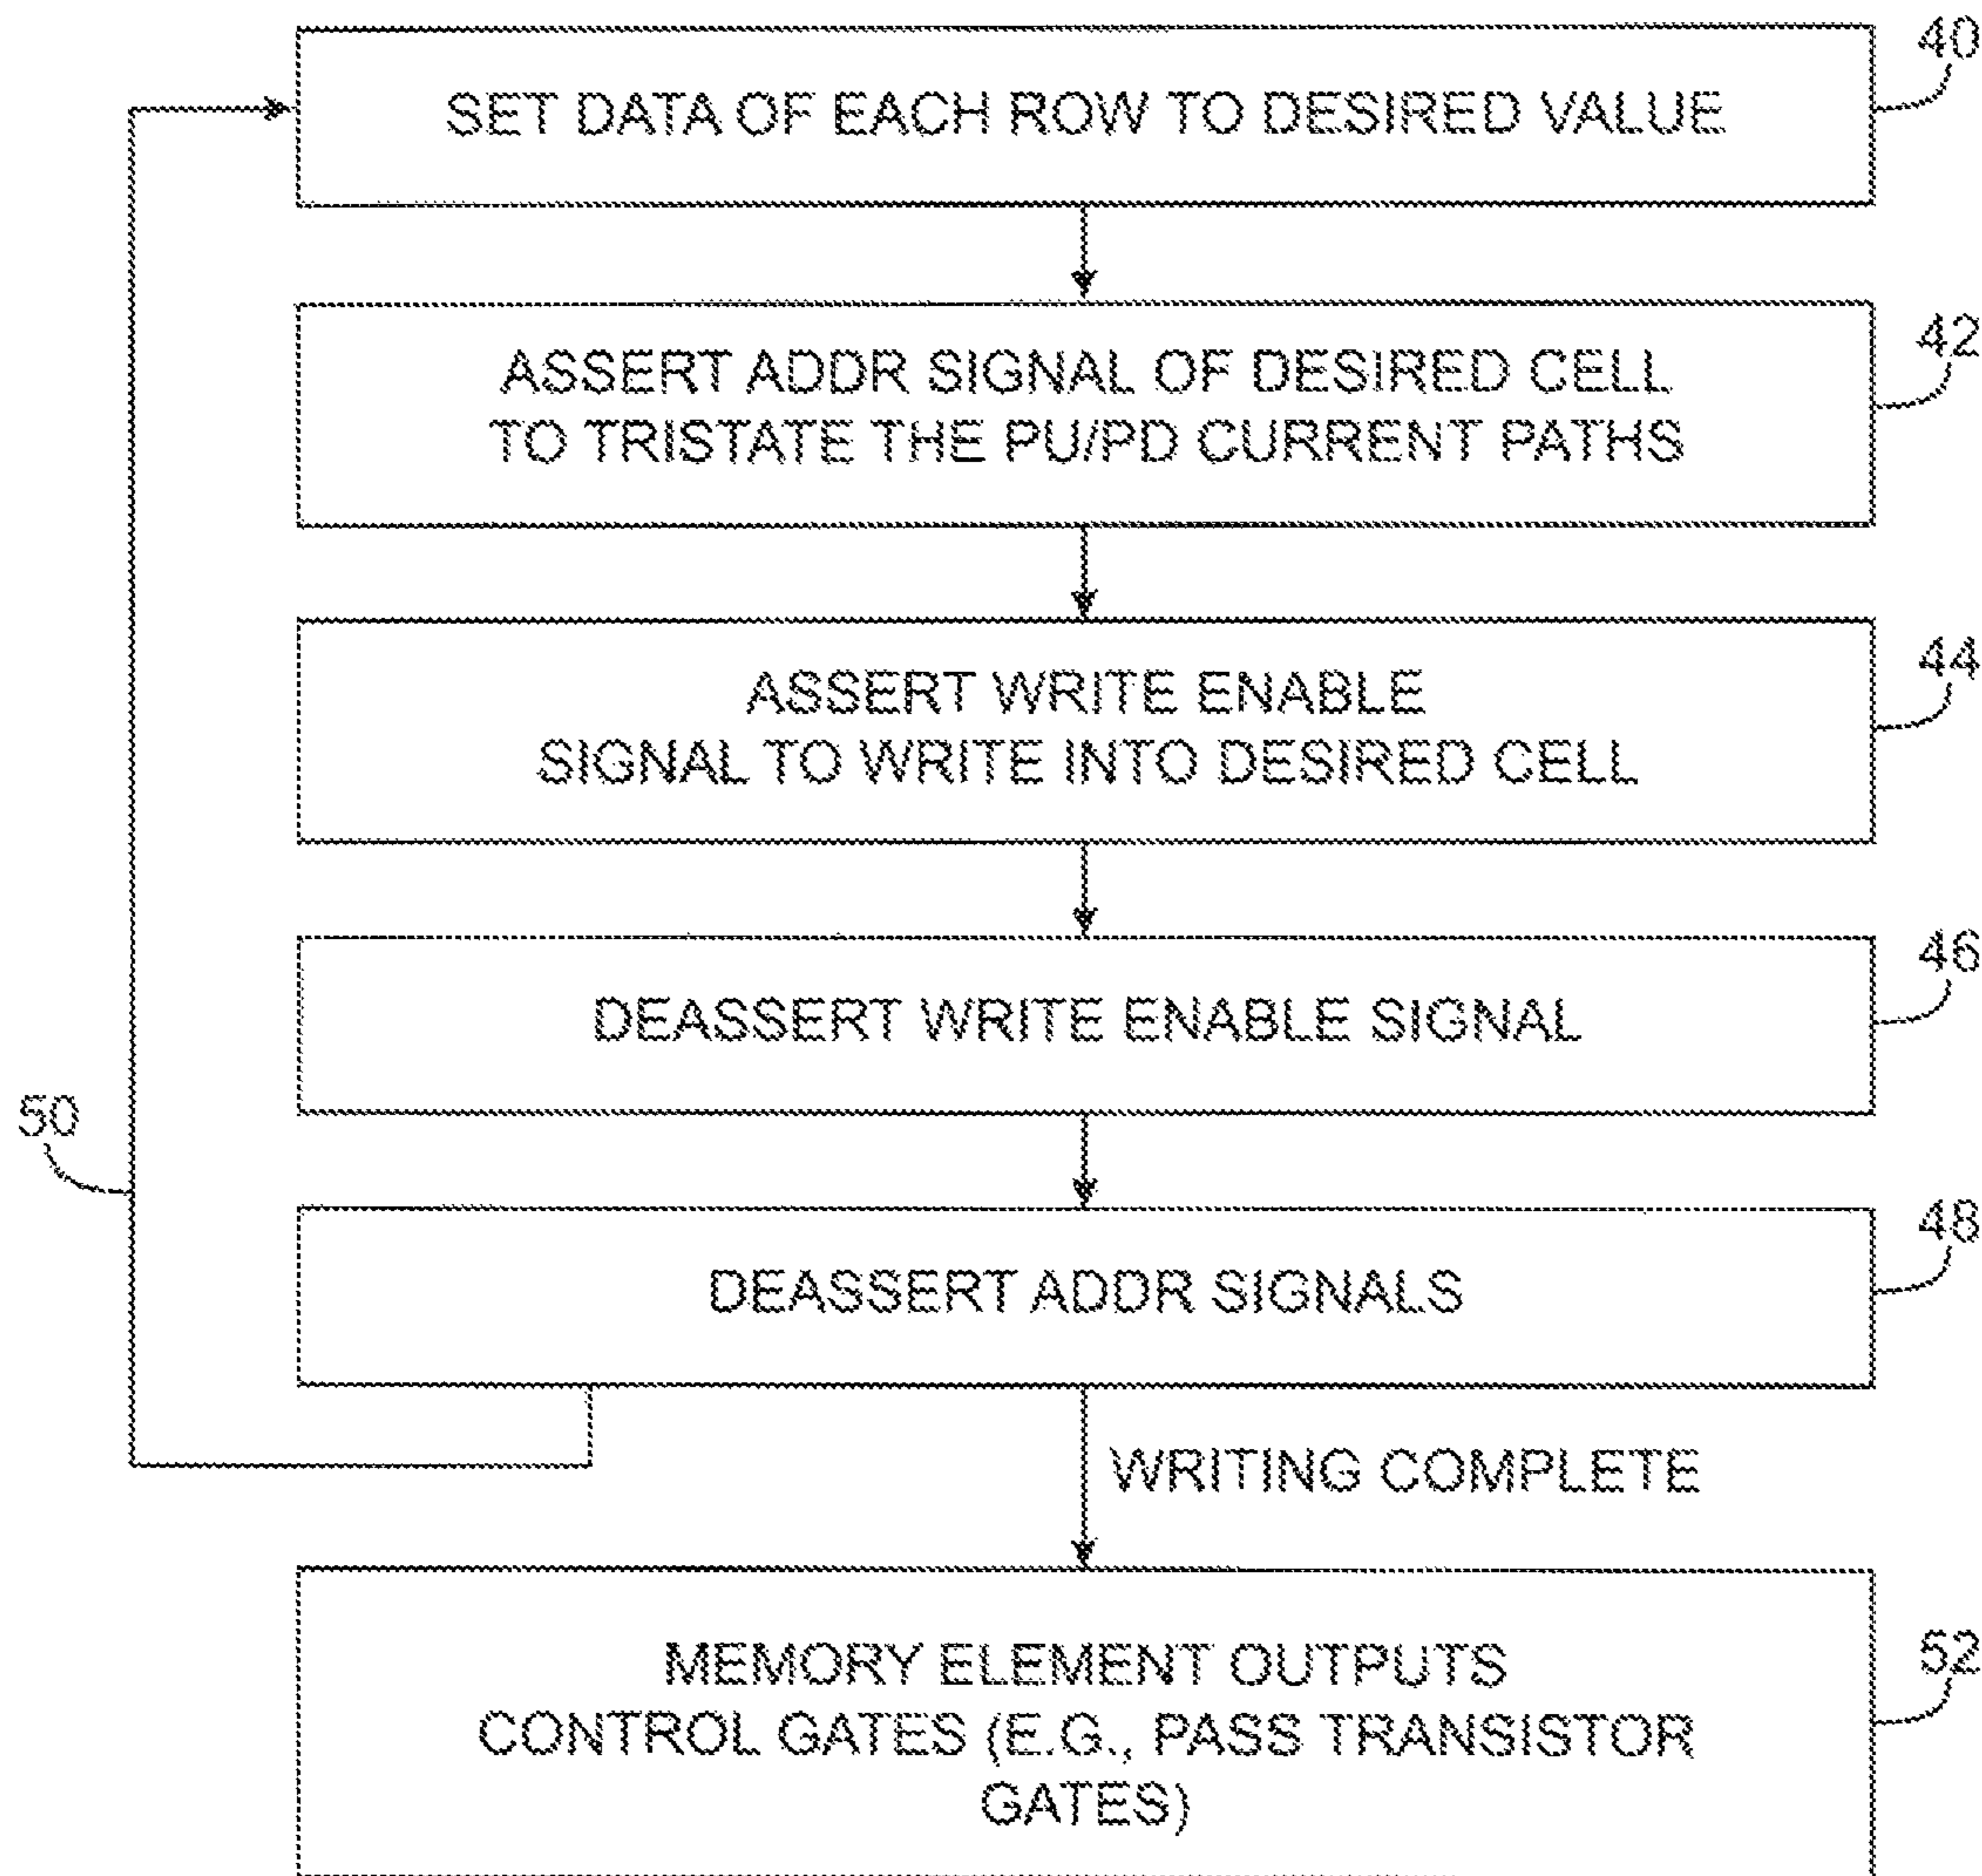 40
SET DATA OF EACH ROW TO DESIRED VALUE
42
ASSERT ADDR SIGNAL OF DESIRED CELL
TO TRISTATE THE PU/PD CURRENT PATHS
44
ASSERT WRITE ENABLE
SIGNAL TO WRITE INTO DESIRED CELL
46
DEASSERT WRITE ENABLE SIGNAL
50
48
DEASSERT ADDR SIGNALS
WRITING COMPLETE
52
MEMORY ELEMENT OUTPUTS
CONTROL GATES (E.G., PASS TRANSISTOR
GATES)